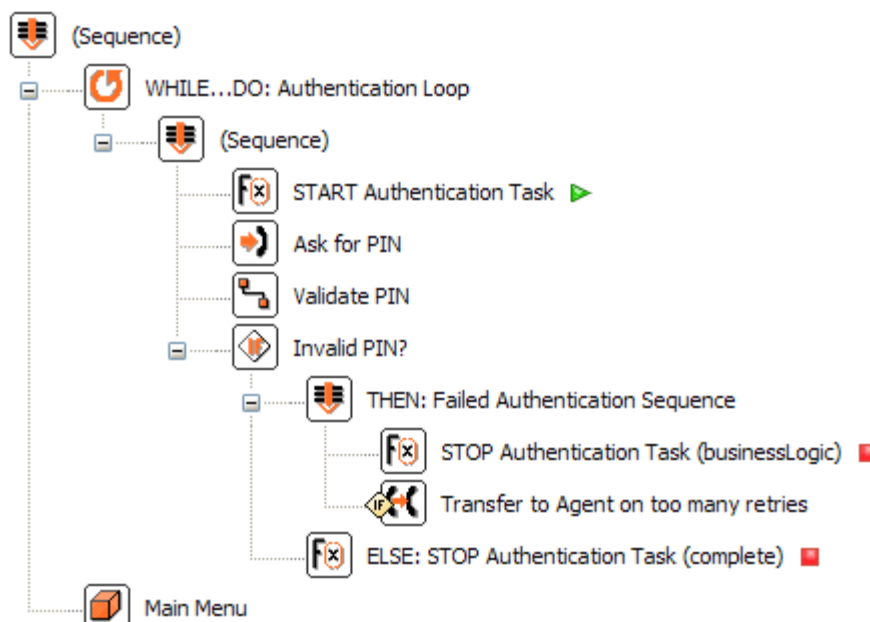 (Sequence)
WHILE...DO: Authentication Loop
(Sequence)
F(x) START Authentication Task
Ask for PIN
Validate PIN
IF Invalid PIN?
THEN: Failed Authentication Sequence
F(x) STOP Authentication Task (businessLogic)
IF Transfer to Agent on too many retries
F(x) ELSE: STOP Authentication Task (complete)
Main Menu